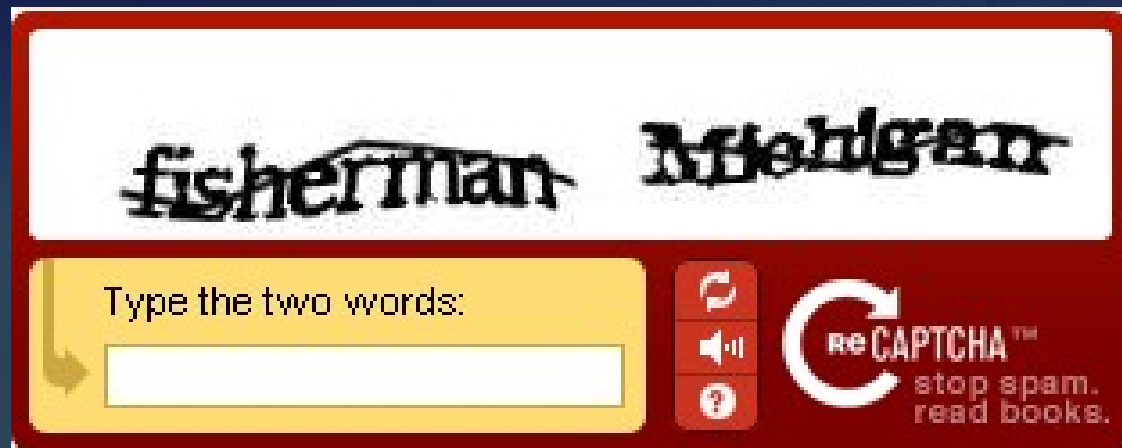 fisherman Michigan
Type the two words:
reCAPTCHA™
stop spam.
read books.